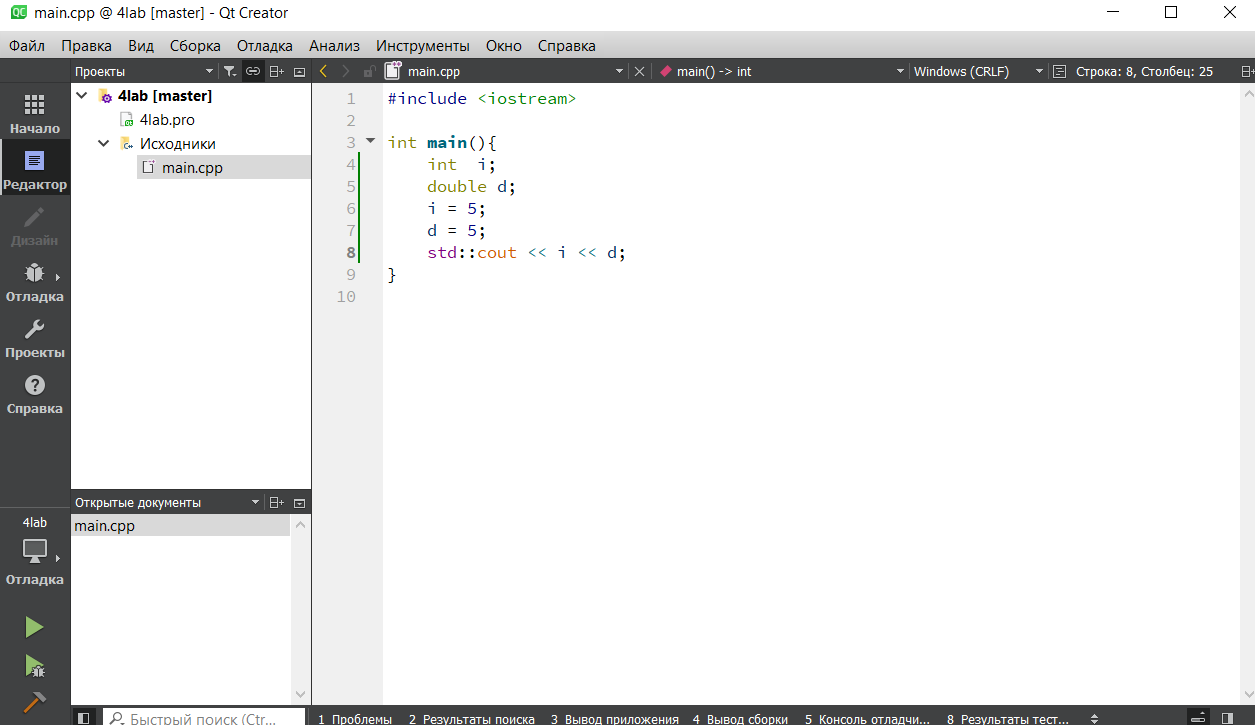 main.cpp @ 4lab [master] - Qt Creator
Файл Правка Вид Сборка Отладка Анализ Инструменты Окно Справка
Проекты
main.cpp
main() -> int
Windows (CRLF)
Строка: 8, Столбец: 25
Начало
Редактор
Дизайн
Отладка
Проекты
Справка
4lab
Отладка
4lab [master]
4lab.pro
Исходники
main.cpp
Открытые документы
main.cpp
1 #include <iostream>
2
3 int main(){
4     int  i;
5     double d;
6     i = 5;
7     d = 5;
8     std::cout << i << d;
9 }
10
Быстрый поиск (Ctr...
1 Проблемы 2 Результаты поиска 3 Вывод приложения 4 Вывод сборки 5 Консоль отладчи... 8 Результаты тест...